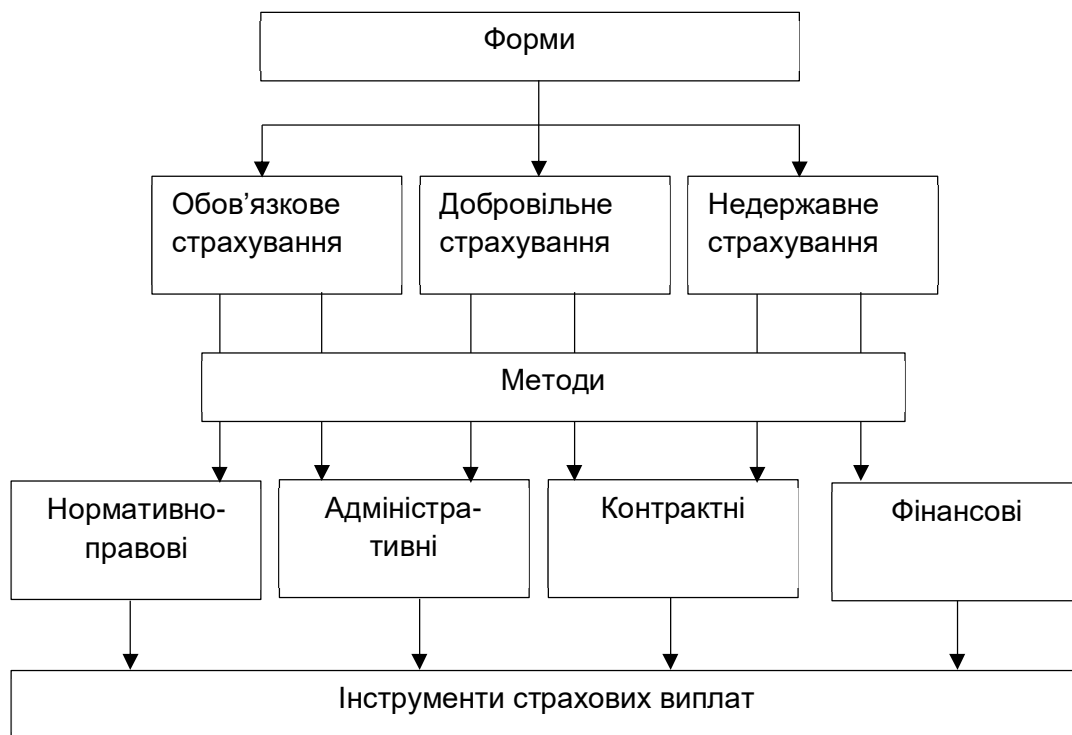 Форми
Обов’язкове
страхування
Добровільне
страхування
Недержавне
страхування
Методи
Нормативно-
правові
Адміністра-
тивні
Контрактні
Фінансові
Інструменти страхових виплат